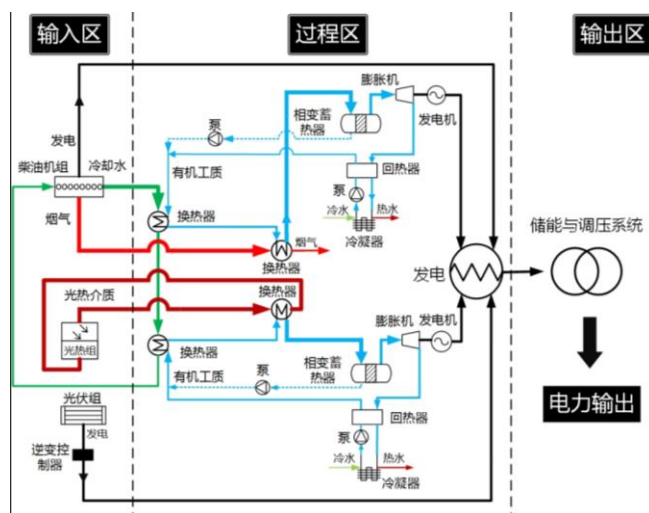 输入区
过程区
输出区
膨胀机
相变蓄
热器
发电机
泵
发电
柴油机组
冷却水
有机工质
回热器
泵
烟气
换热器
冷水
热水
冷凝器
烟气
换热器
储能与调压系统
发电
光热介质
换热器
光热组
换热器
膨胀机
发电机
相变蓄
热器
泵
有机工质
光伏组
回热器
电力输出
发电
泵
逆变控
制器
冷水
热水
冷凝器